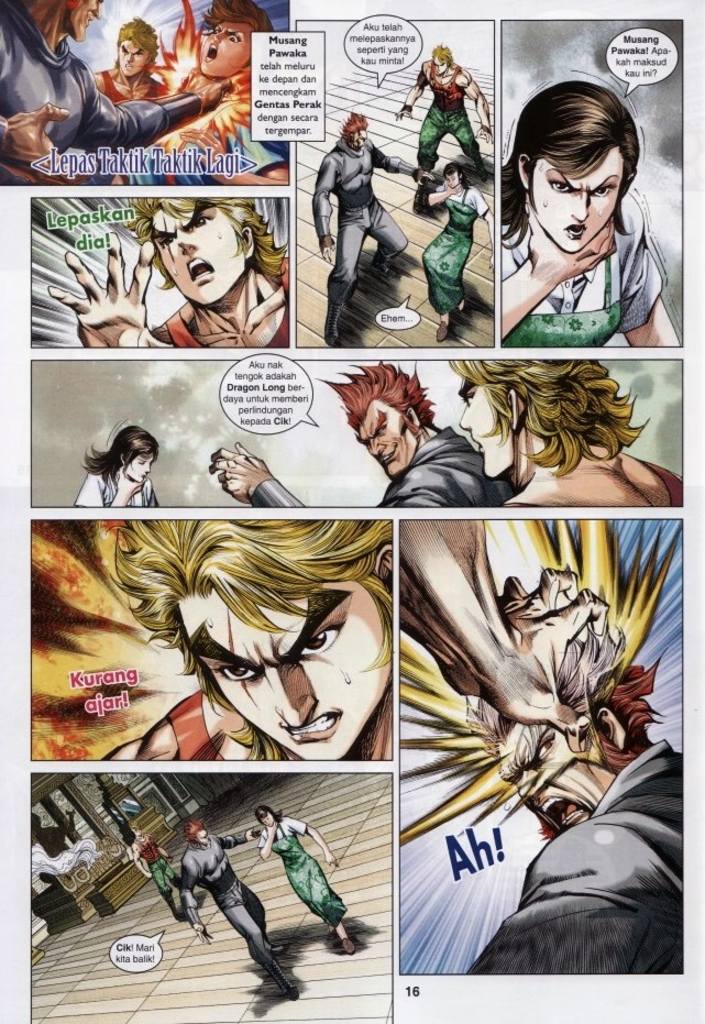 <Lepas Taktik Taktik Lagi>
Musang
Pawaka
telah meluru
ke depan dan
mencengkam
Gentas Perak
dengan secara
tergempar.
Aku telah
melepaskannya
seperti yang
kau minta!
Ehem...
Musang
Pawaka! Apa-
kah maksud
kau ini?
Lepaskan
dia!
Aku nak
tengok adakah
Dragon Long ber-
daya untuk memberi
perlindungan
kepada Cik!
Kurang
ajar!
Ah!
Cik! Mari
kita balik!
16